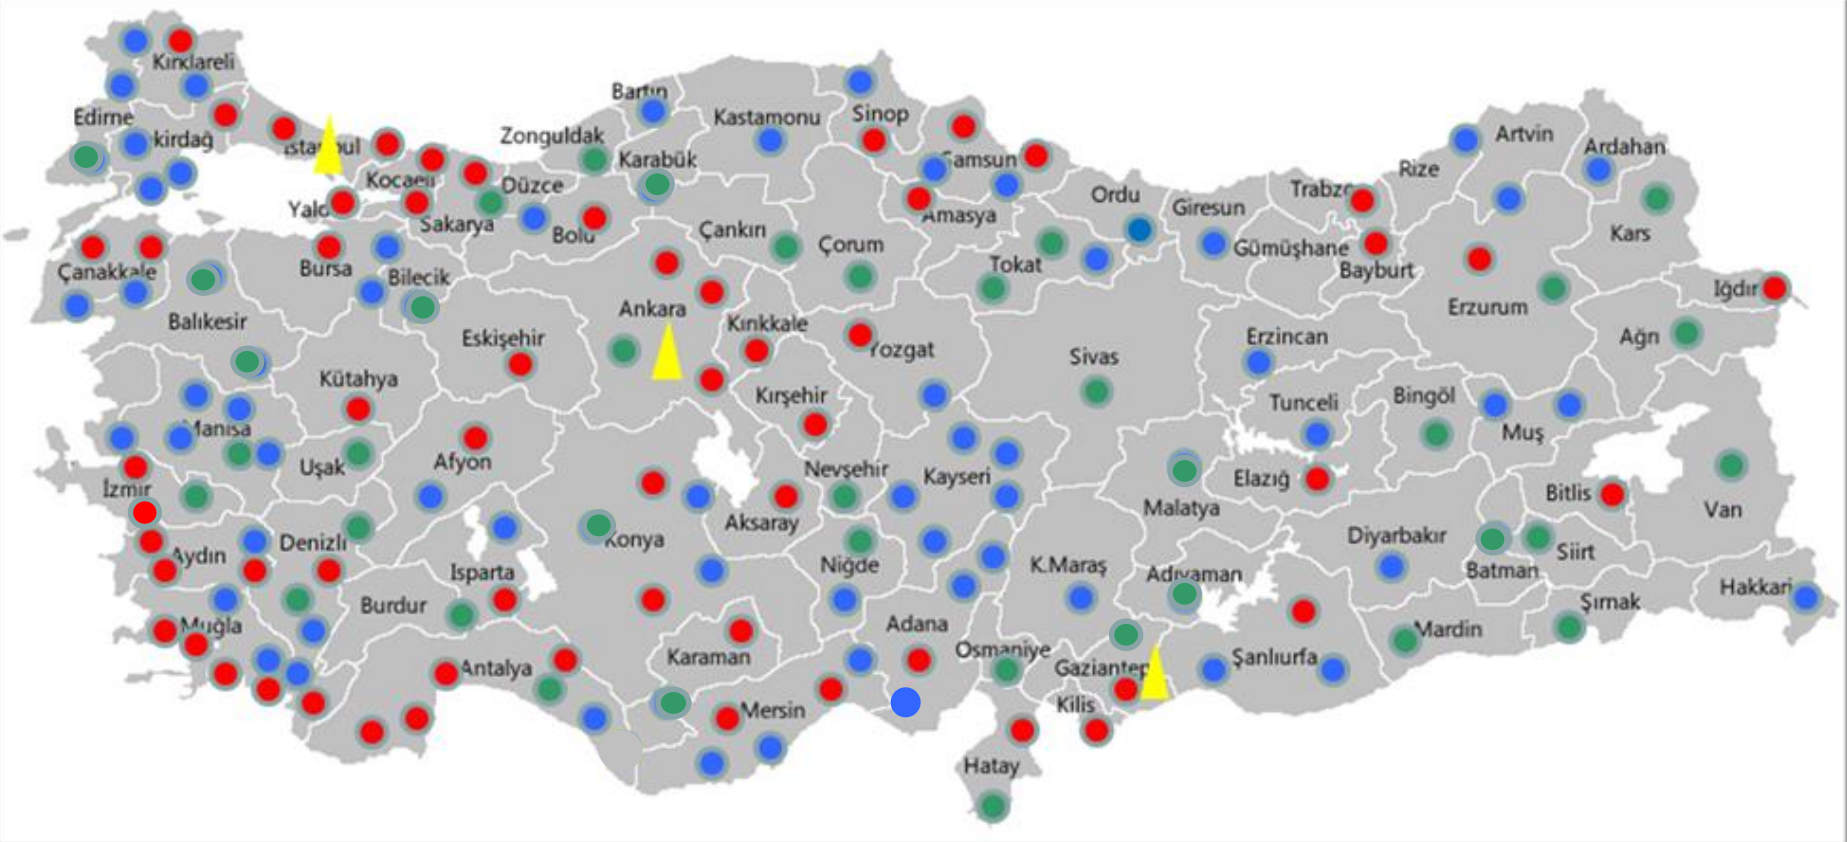 Kırklareli
Edirne
kirdağ
İstanbul
Kocaeli
Yalo
Sakarya
Düzce
Zonguldak
Bartın
Karabük
Kastamonu
Sinop
Samsun
Amasya
Ordu
Giresun
Trabzo
Rize
Artvin
Ardahan
Kars
Gümüşhane
Bayburt
Iğdır
Bolu
Çankırı
Çorum
Tokat
Çanakkale
Bursa
Bilecik
Balıkesir
Eskişehir
Ankara
Kırıkkale
Yozgat
Sivas
Erzincan
Erzurum
Ağrı
Kütahya
Kırşehir
Tunceli
Bingöl
Muş
Manisa
Uşak
Afyon
Nevşehir
Kayseri
Elazığ
Malatya
Bitlis
Van
İzmir
Aksaray
Konya
Aydın
Denizli
Isparta
Niğde
K.Maraş
Adıyaman
Diyarbakır
Batman
Siirt
Hakkari
Burdur
Muğla
Şırnak
Mardin
Adana
Osmaniye
Gaziantep
Şanlıurfa
Karaman
Antalya
Kilis
Mersin
Hatay